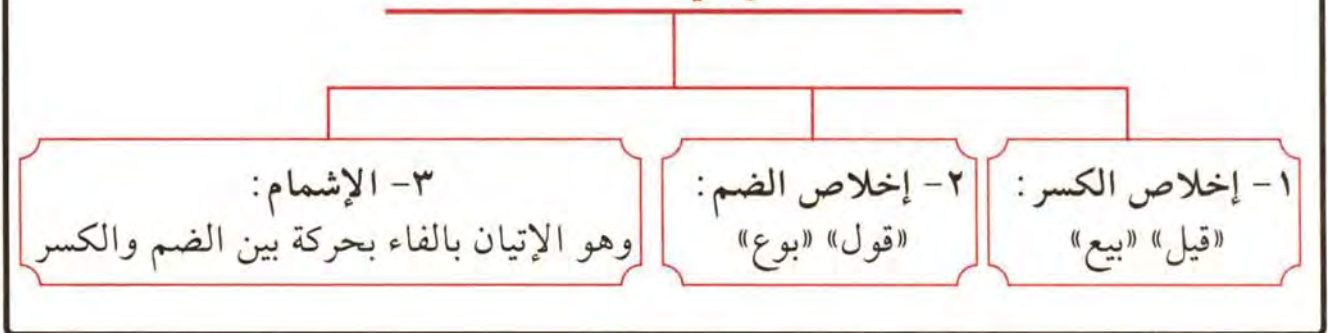 ١- إخلاص الكسر:
«قيل» «بيع»
٢- إخلاص الضم:
«قول» «بوع»
٣- الإشمام:
وهو الإتيان بالفاء بحركة بين الضم والكسر